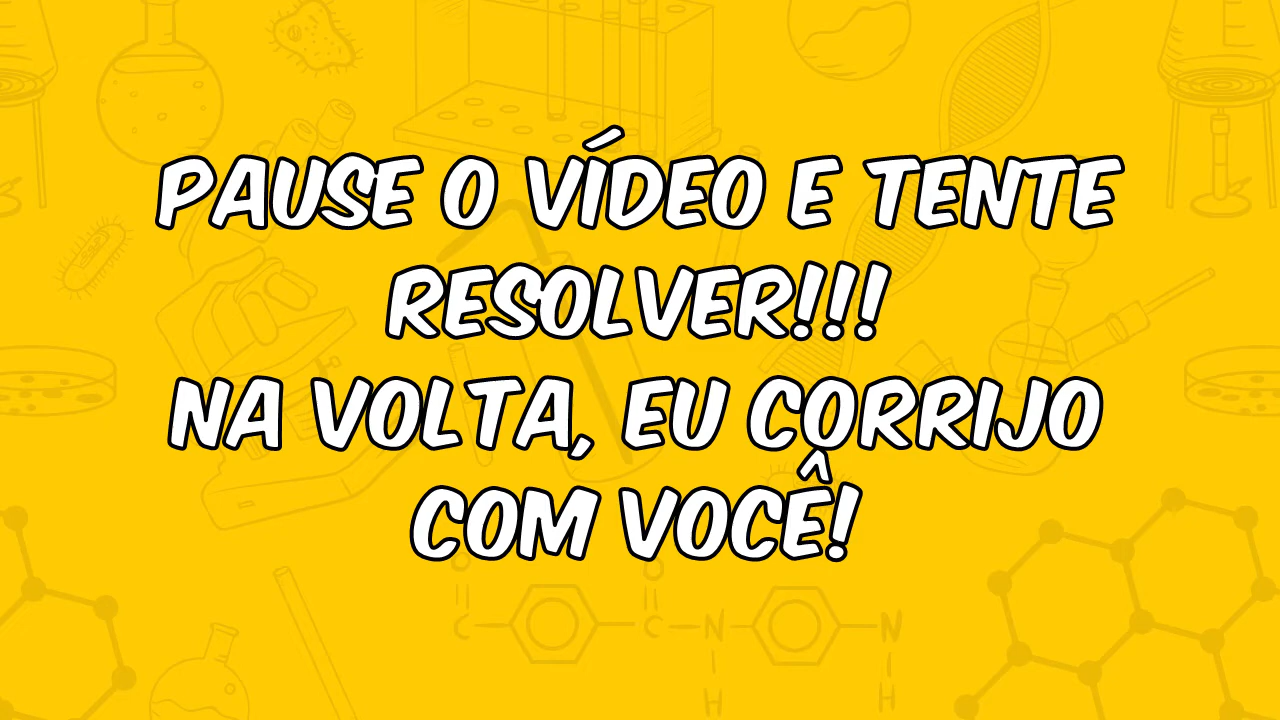 PAUSE O VÍDEO E TENTE
RESOLVER!!!
NA VOLTA, EU CORRIJO
COM VOCÊ!
C C N N
H H